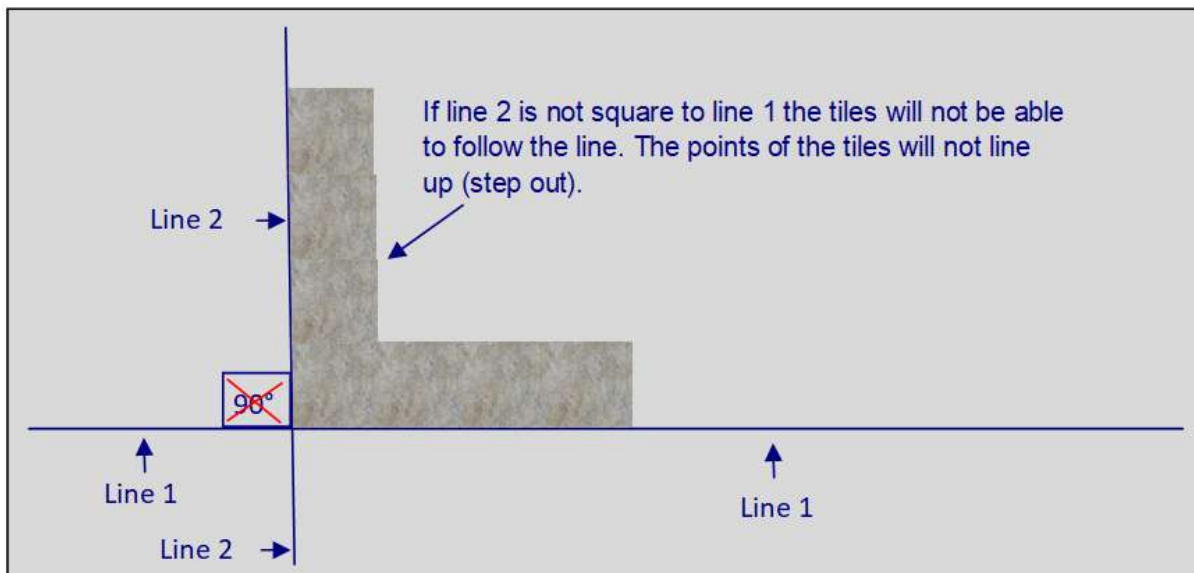 If line 2 is not square to line 1 the tiles will not be able
to follow the line. The points of the tiles will not line
up (step out).
Line 2
90°
Line 1
Line 1
Line 2